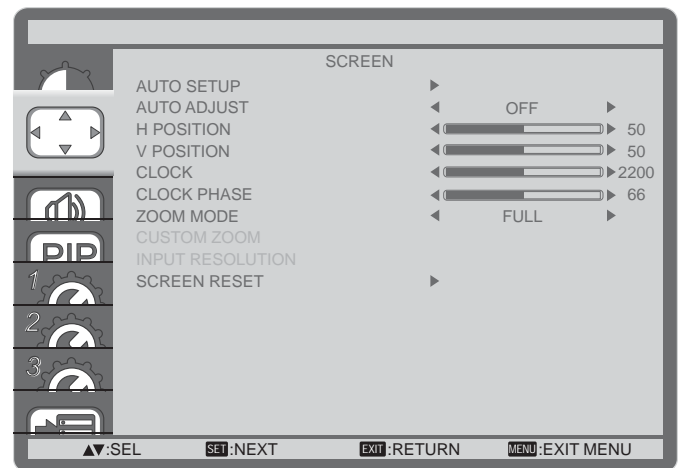 SCREEN
AUTO SETUP
AUTO ADJUST OFF
H POSITION 50
V POSITION 50
CLOCK 2200
CLOCK PHASE 66
ZOOM MODE FULL
CUSTOM ZOOM
INPUT RESOLUTION
SCREEN RESET
PIP
1
2
3
▲▼:SEL SET:NEXT EXIT:RETURN MENU:EXIT MENU